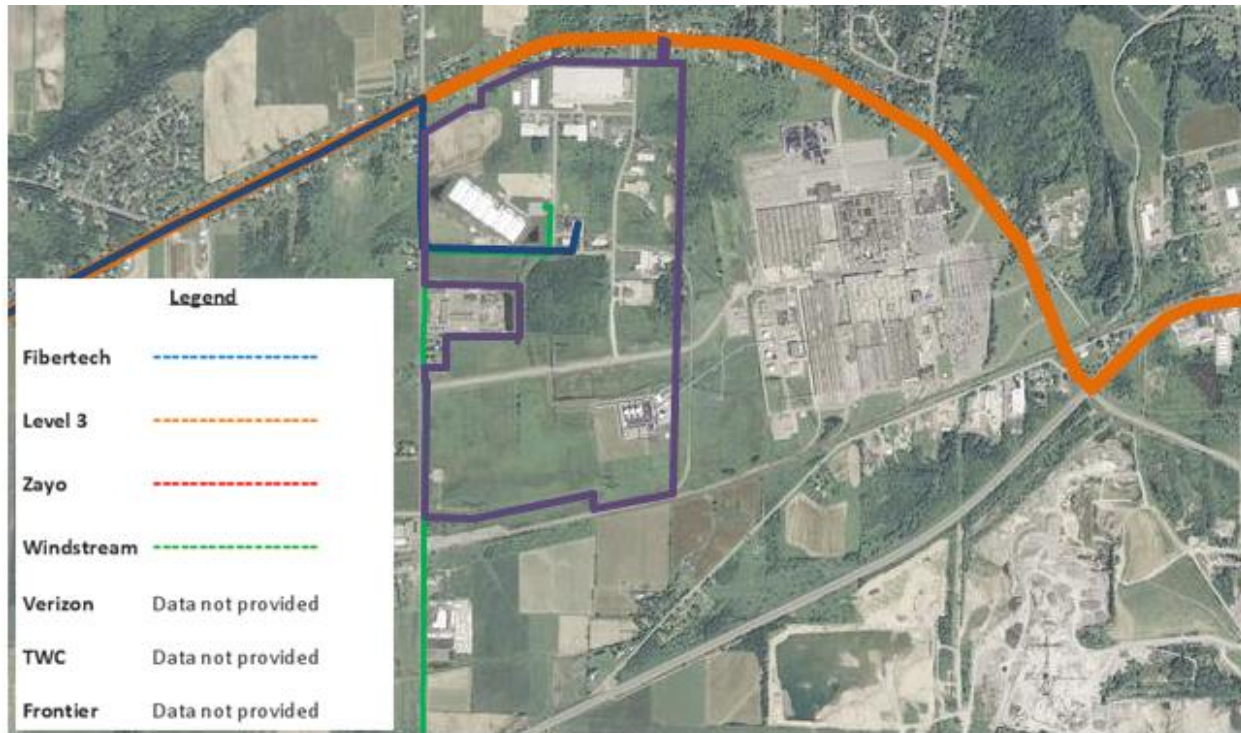 Legend
Fibertech
Level 3
Zayo
Windstream
Verizon Data not provided
TWC Data not provided
Frontier Data not provided